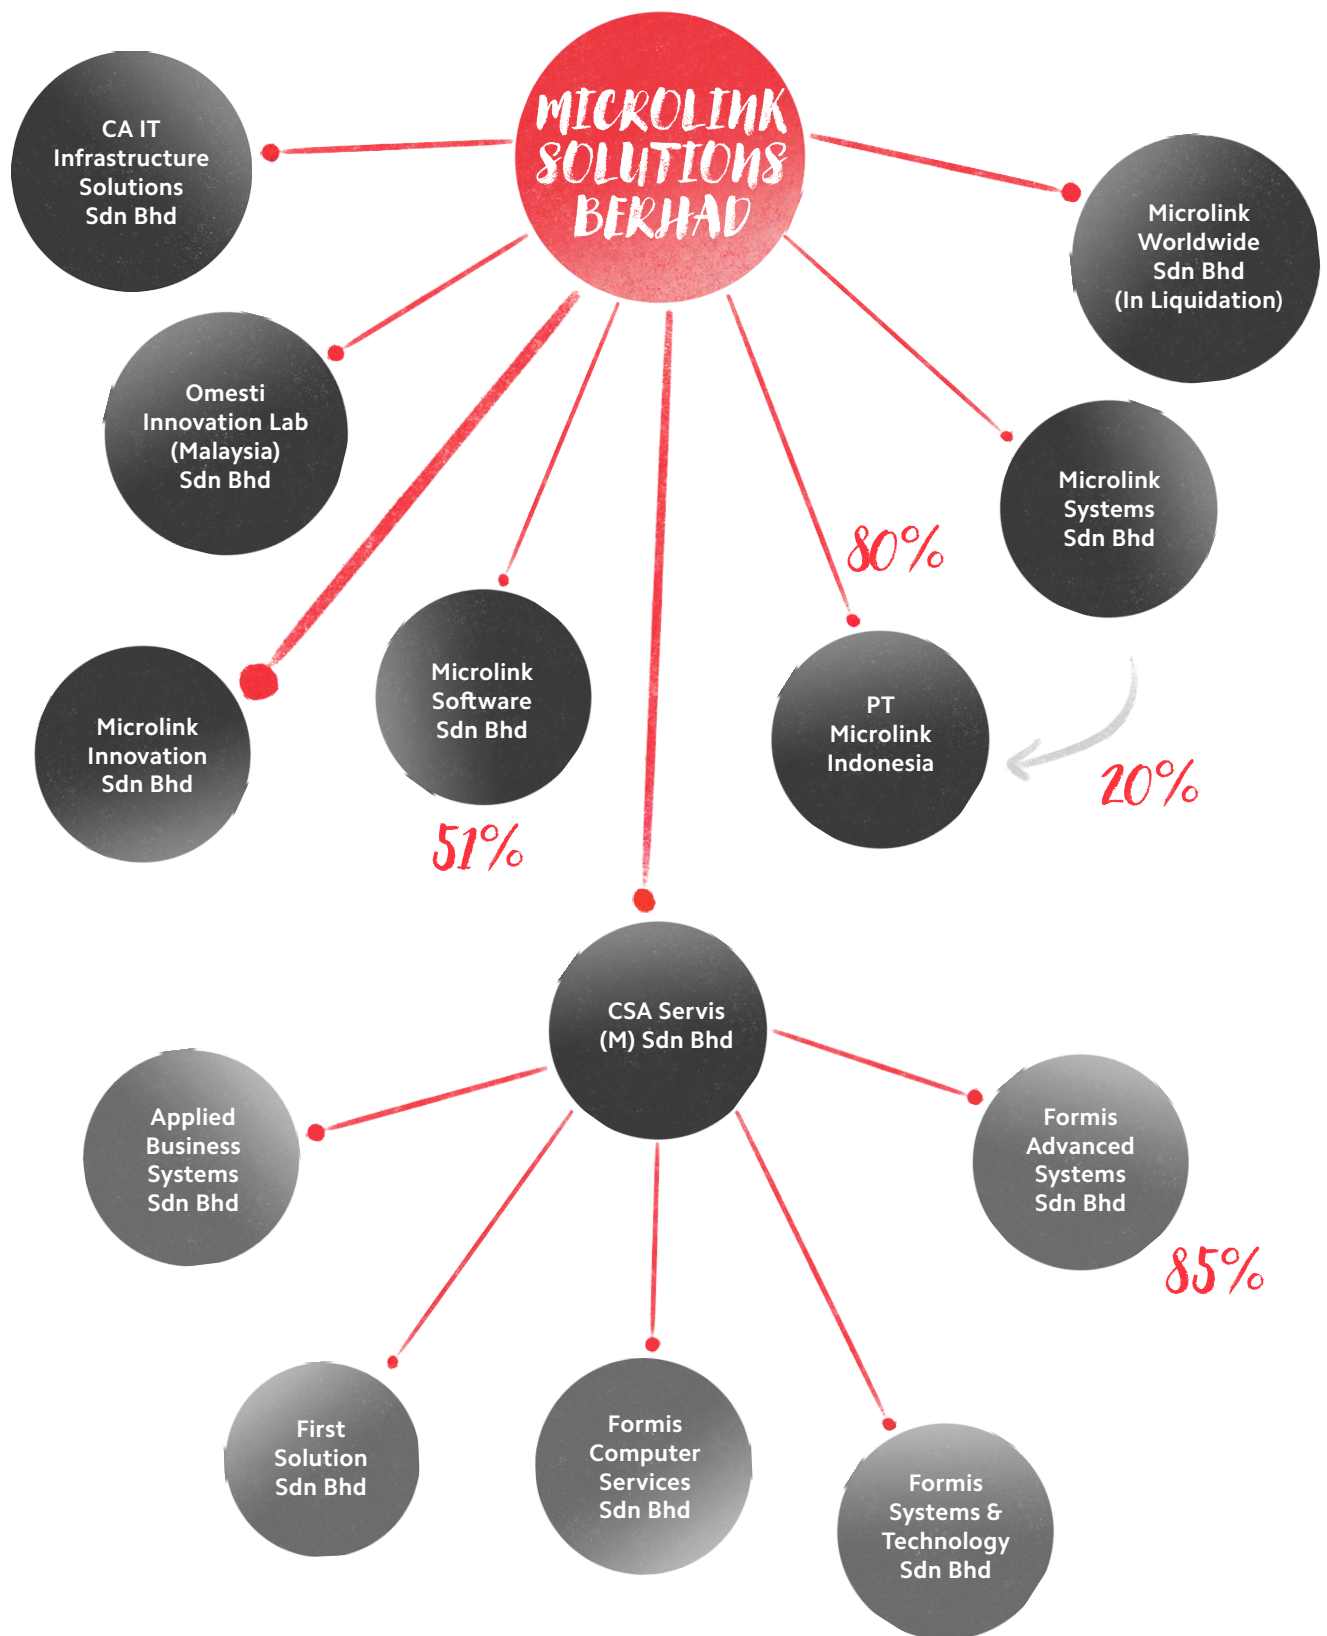 MICROLINK
SOLUTIONS
BERHAD
CA IT
Infrastructure
Solutions
Sdn Bhd
Microlink
Worldwide
Sdn Bhd
(In Liquidation)
Omesti
Innovation Lab
(Malaysia)
Sdn Bhd
Microlink
Systems
Sdn Bhd
80%
Microlink
Innovation
Sdn Bhd
Microlink
Software
Sdn Bhd
51%
PT
Microlink
Indonesia
20%
CSA Servis
(M) Sdn Bhd
Applied
Business
Systems
Sdn Bhd
Formis
Advanced
Systems
Sdn Bhd
85%
First
Solution
Sdn Bhd
Formis
Computer
Services
Sdn Bhd
Formis
Systems &
Technology
Sdn Bhd